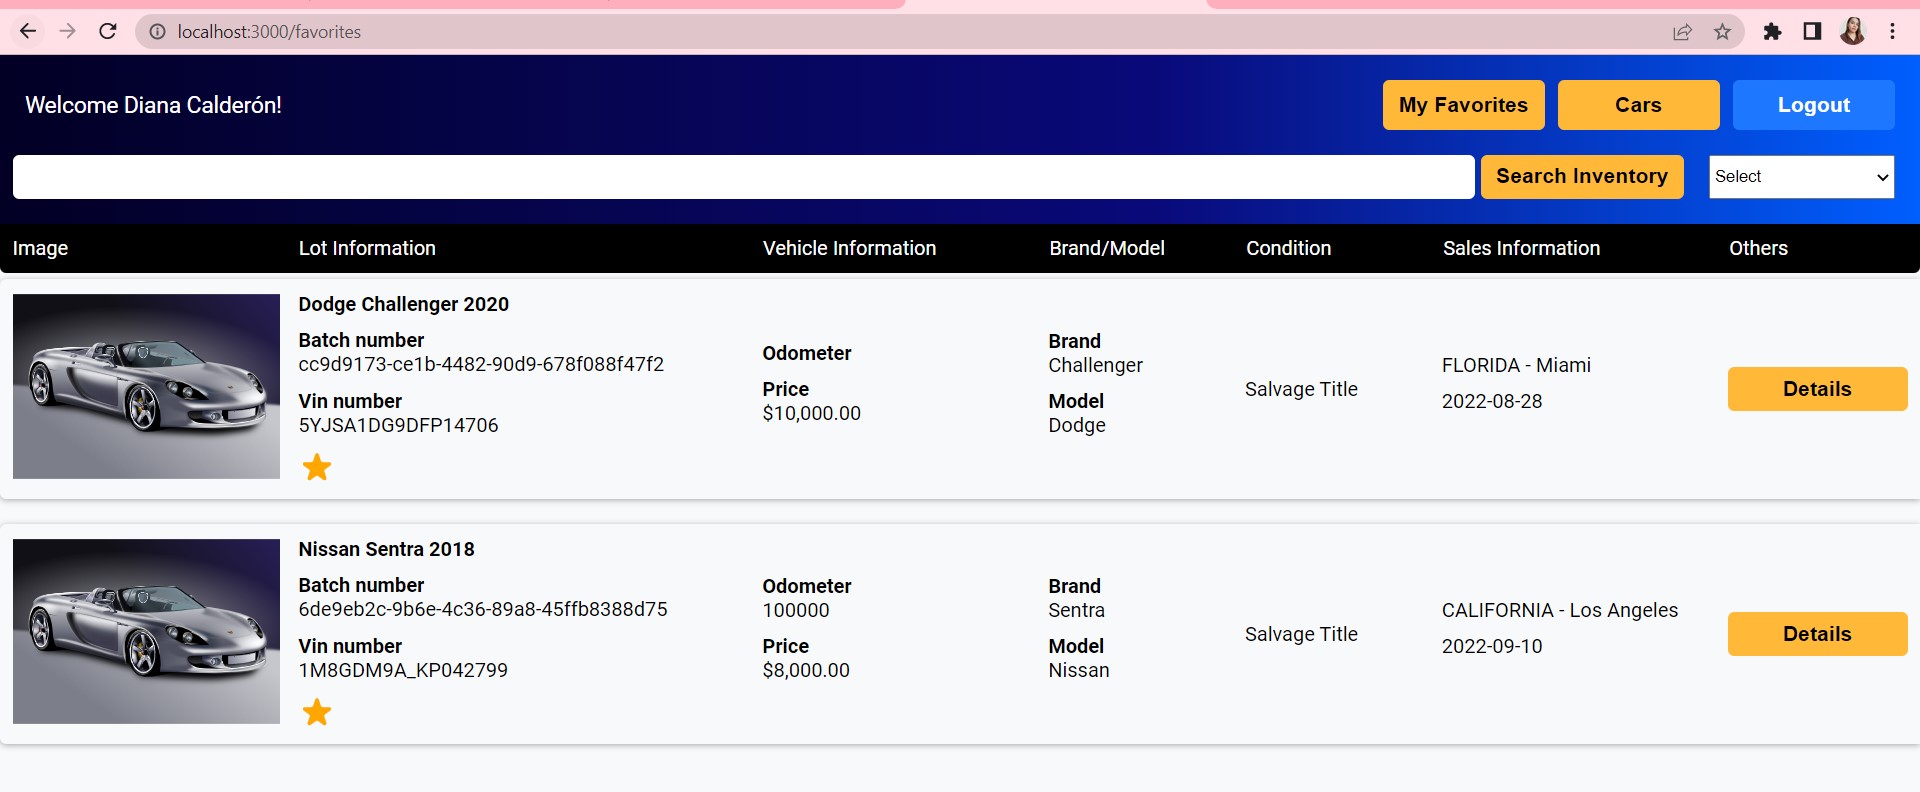 localhost:3000/favorites
Welcome Diana Calderón!
My Favorites
Cars
Logout
Search Inventory
Select
Image
Lot Information
Vehicle Information
Brand/Model
Condition
Sales Information
Others
Dodge Challenger 2020
Batch number
cc9d9173-ce1b-4482-90d9-678f088f47f2
Vin number
5YJSA1DG9DFP14706
Odometer
Price
$10,000.00
Brand
Challenger
Model
Dodge
Salvage Title
FLORIDA - Miami
2022-08-28
Details
Nissan Sentra 2018
Batch number
6de9eb2c-9b6e-4c36-89a8-45ffb8388d75
Vin number
1M8GDM9A_KP042799
Odometer
100000
Price
$8,000.00
Brand
Sentra
Model
Nissan
Salvage Title
CALIFORNIA - Los Angeles
2022-09-10
Details